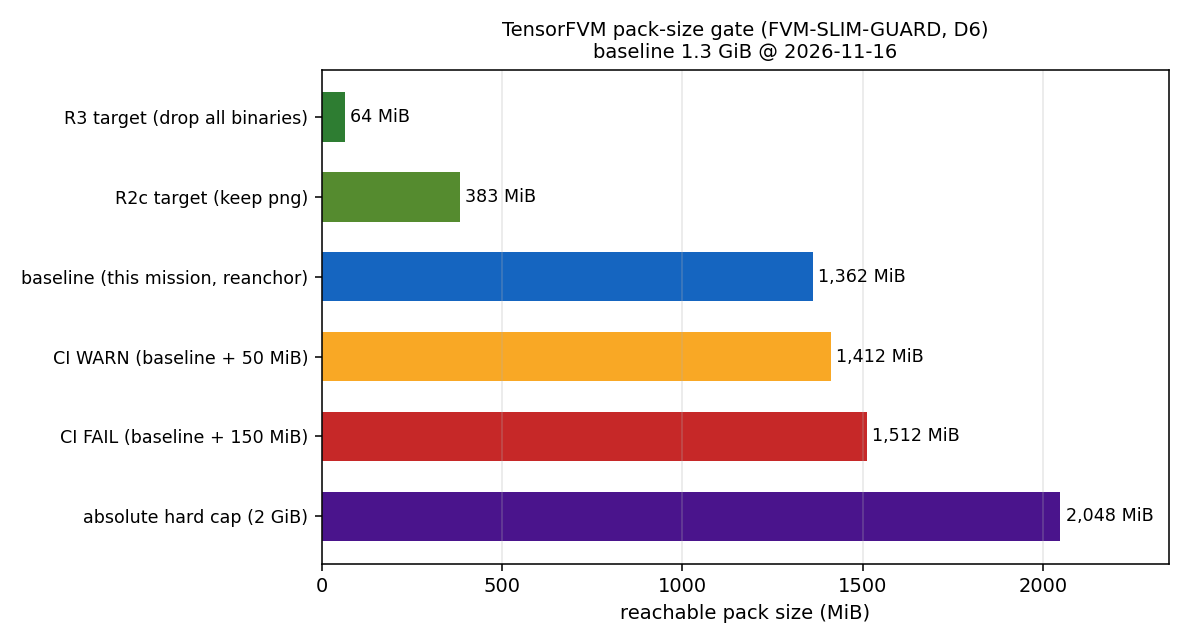 TensorFVM pack-size gate (FVM-SLIM-GUARD, D6)
baseline 1.3 GiB @ 2026-11-16
R3 target (drop all binaries)
64 MiB
R2c target (keep png)
383 MiB
baseline (this mission, reanchor)
1,362 MiB
CI WARN (baseline + 50 MiB)
1,412 MiB
CI FAIL (baseline + 150 MiB)
1,512 MiB
absolute hard cap (2 GiB)
2,048 MiB
0
500
1000
1500
2000
reachable pack size (MiB)